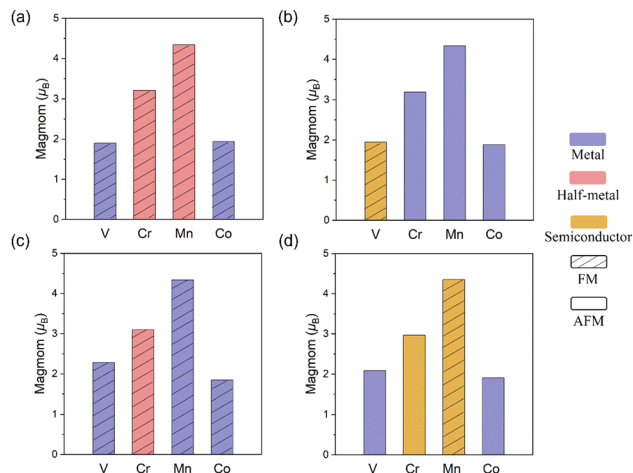 (a)
5
4
3
2
1
0
Magmom (μB)
V Cr Mn Co
(b)
5
4
3
2
1
0
Magmom (μB)
V Cr Mn Co
(c)
5
4
3
2
1
0
Magmom (μB)
V Cr Mn Co
(d)
5
4
3
2
1
0
Magmom (μB)
V Cr Mn Co
Metal
Half-metal
Semiconductor
FM
AFM